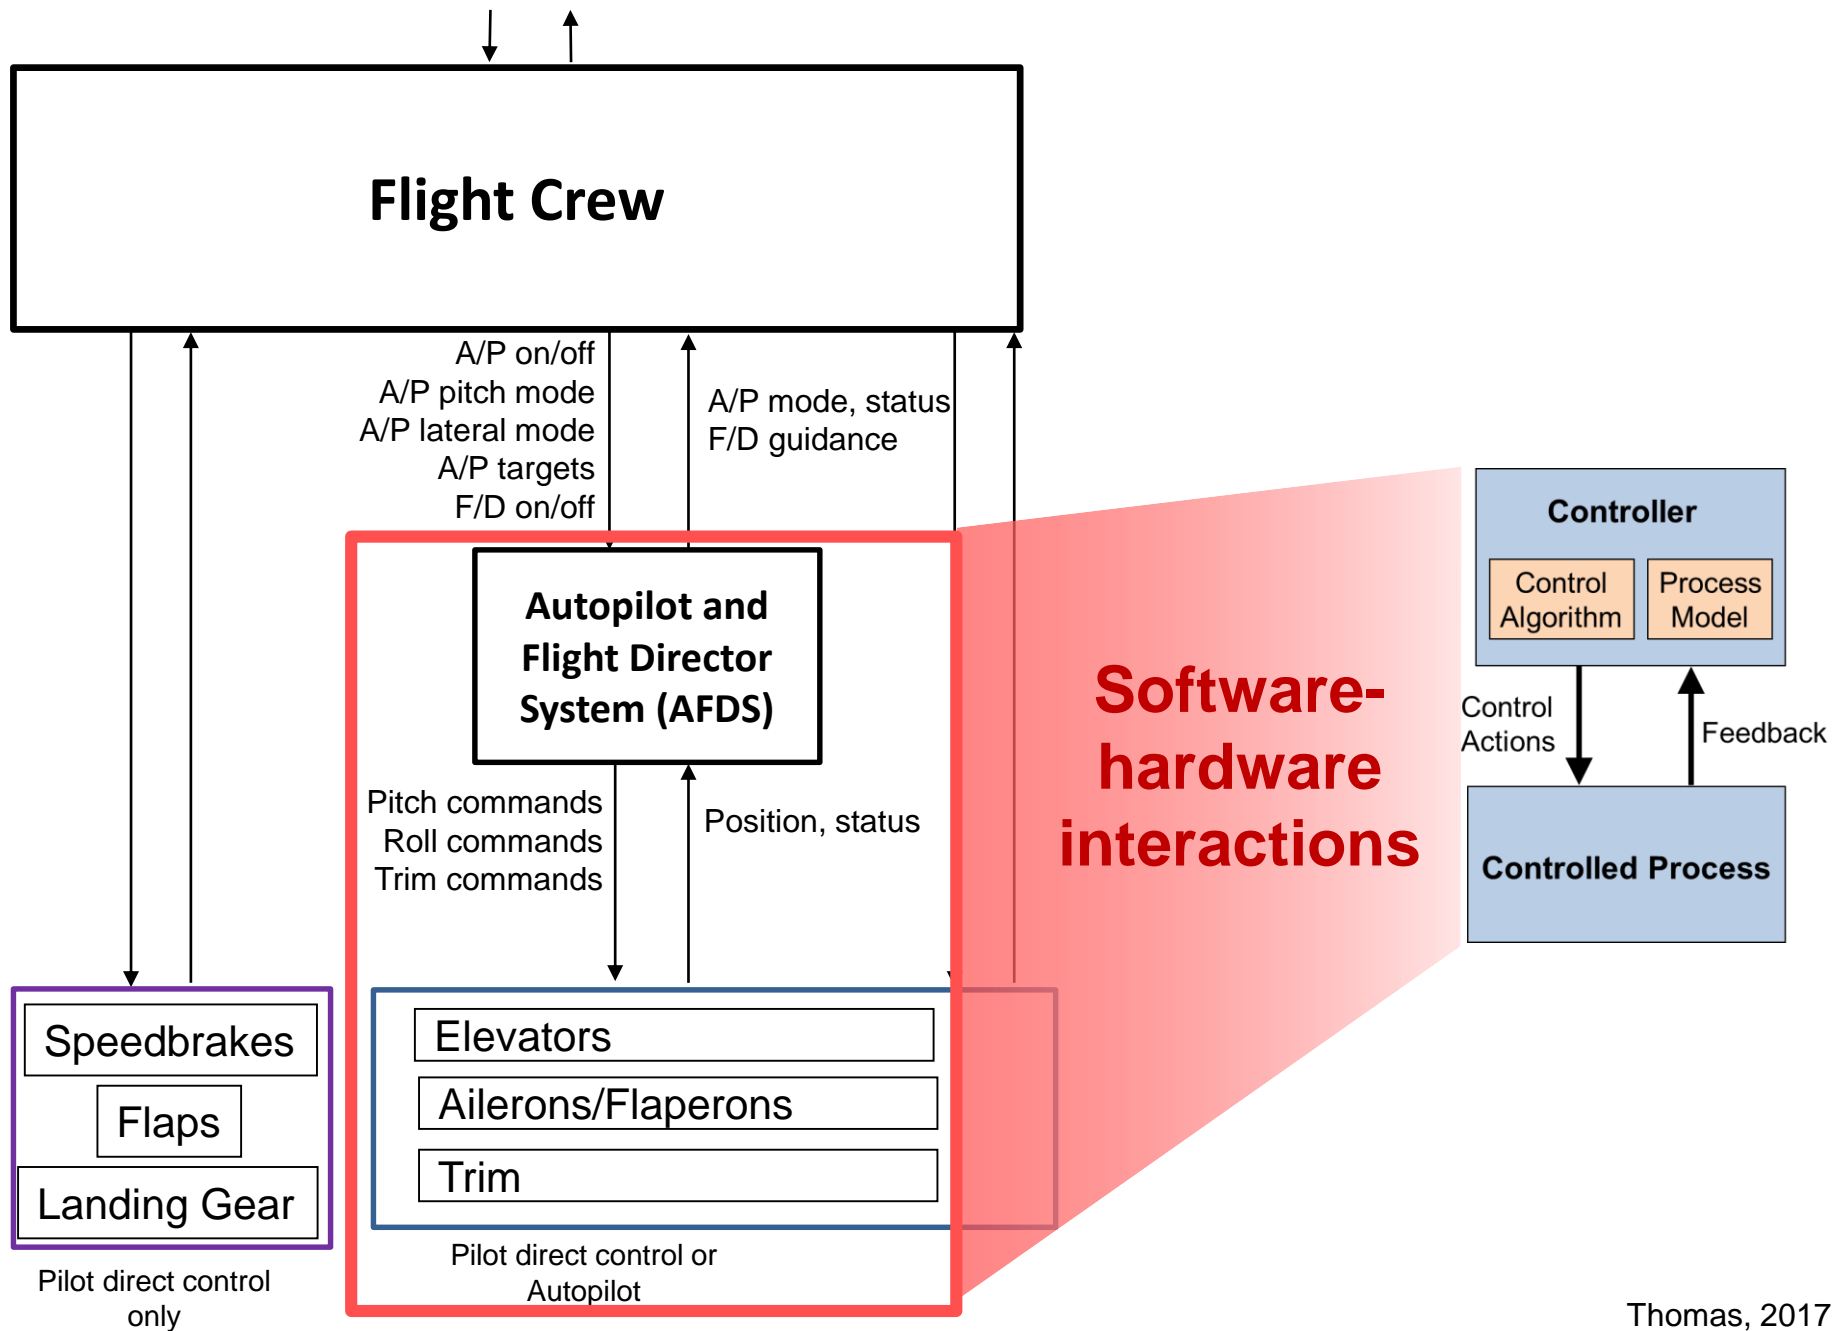 Flight Crew
A/P on/off
A/P pitch mode
A/P lateral mode
A/P targets
F/D on/off
A/P mode, status
F/D guidance
Autopilot and
Flight Director
System (AFDS)
Pitch commands
Roll commands
Trim commands
Position, status
Speedbrakes
Flaps
Landing Gear
Pilot direct control
only
Elevators
Ailerons/Flaperons
Trim
Pilot direct control or
Autopilot
Software-
hardware
interactions
Controller
Control
Algorithm
Process
Model
Control
Actions
Feedback
Controlled Process
Thomas, 2017